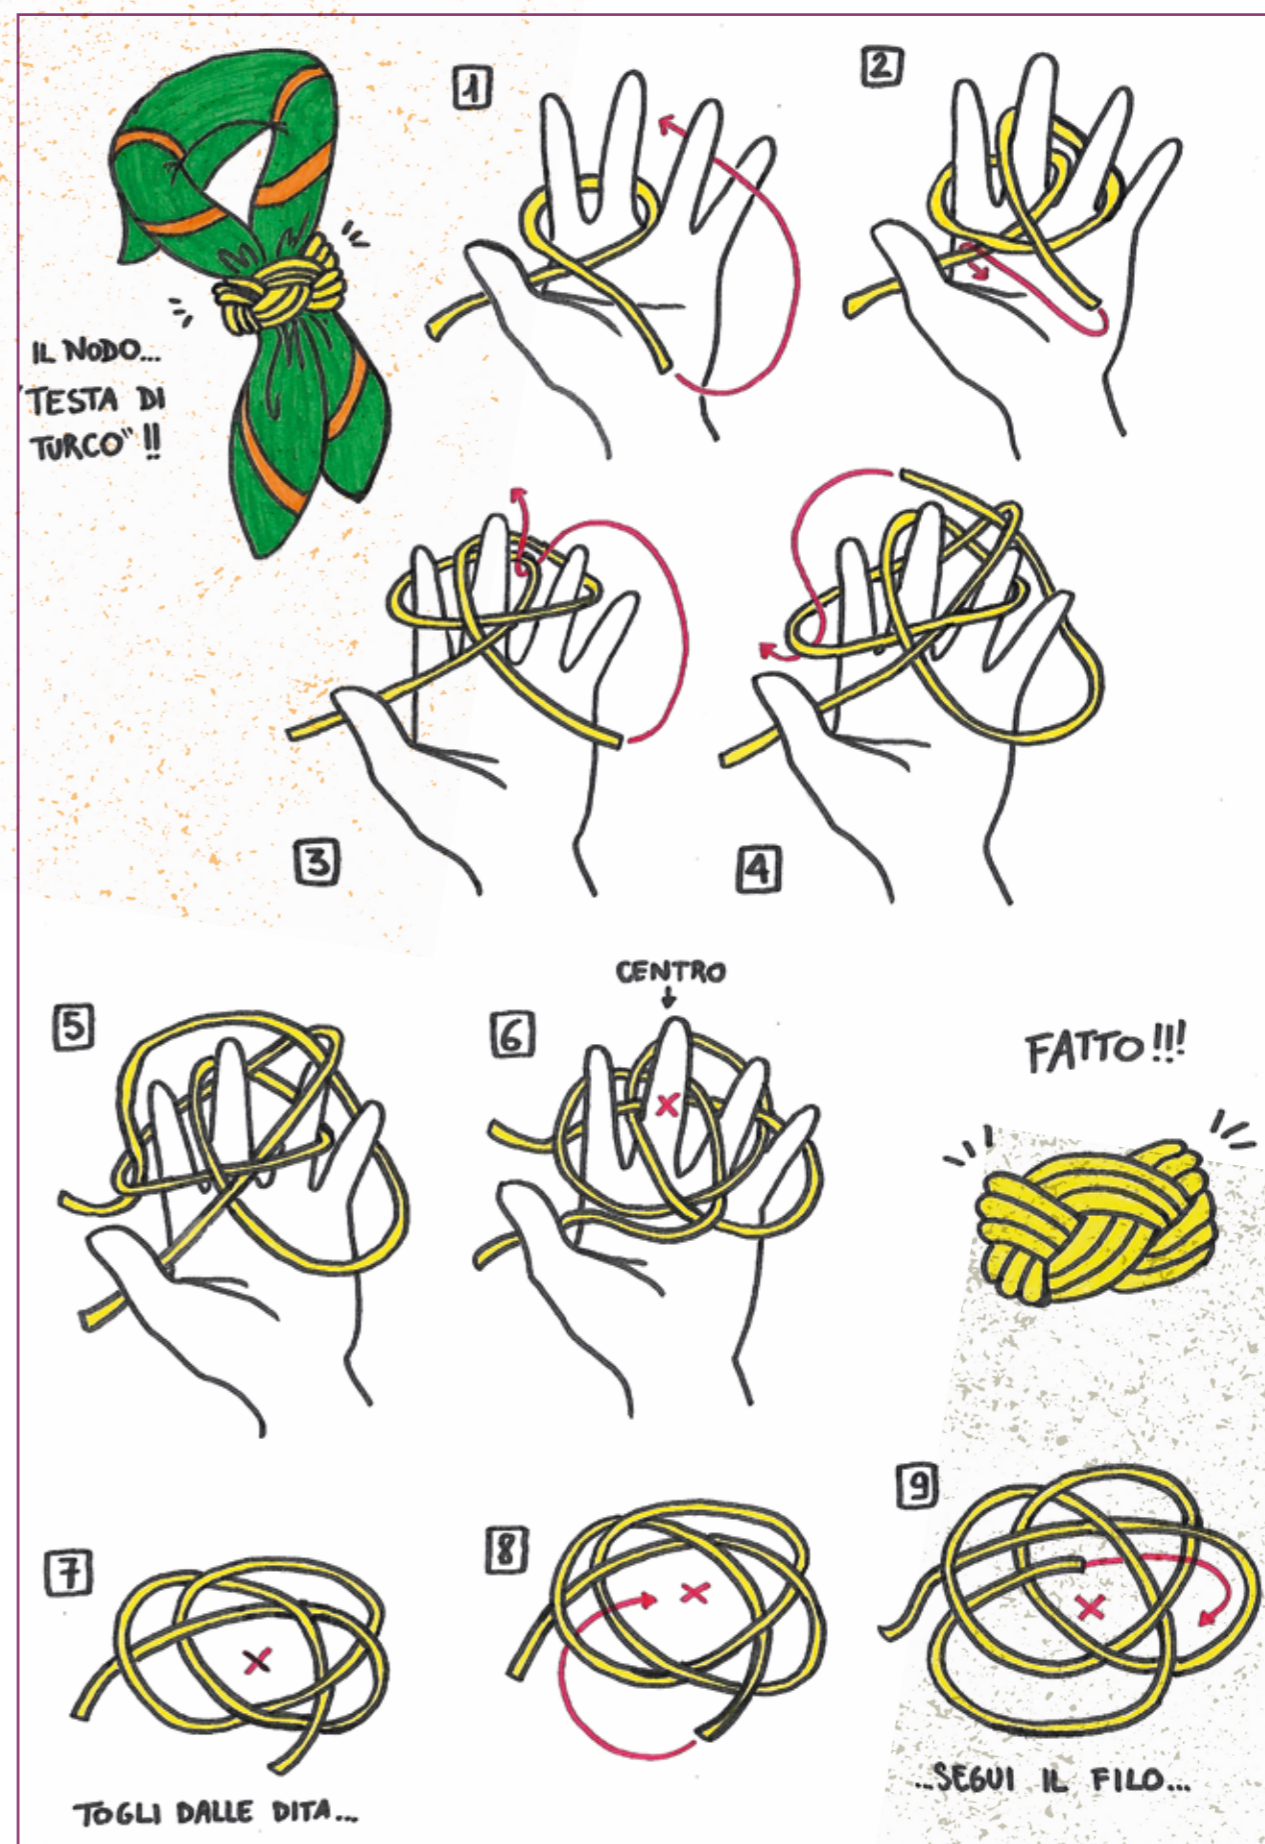 IL NODO...
"TESTA DI
TURCO" !!
1
2
3
4
CENTRO
5
6
FATTO!!!
7
8
9
TOGLI DALLE DITA...
...SEGUI IL FILO...